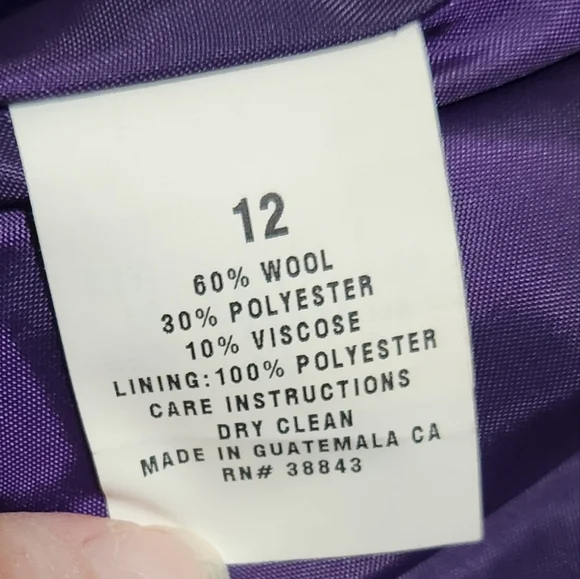 12
60% WOOL
30% POLYESTER
10% VISCOSE
LINING:100% POLYESTER
CARE INSTRUCTIONS
DRY CLEAN
MADE IN GUATEMALA CA
RN# 38843